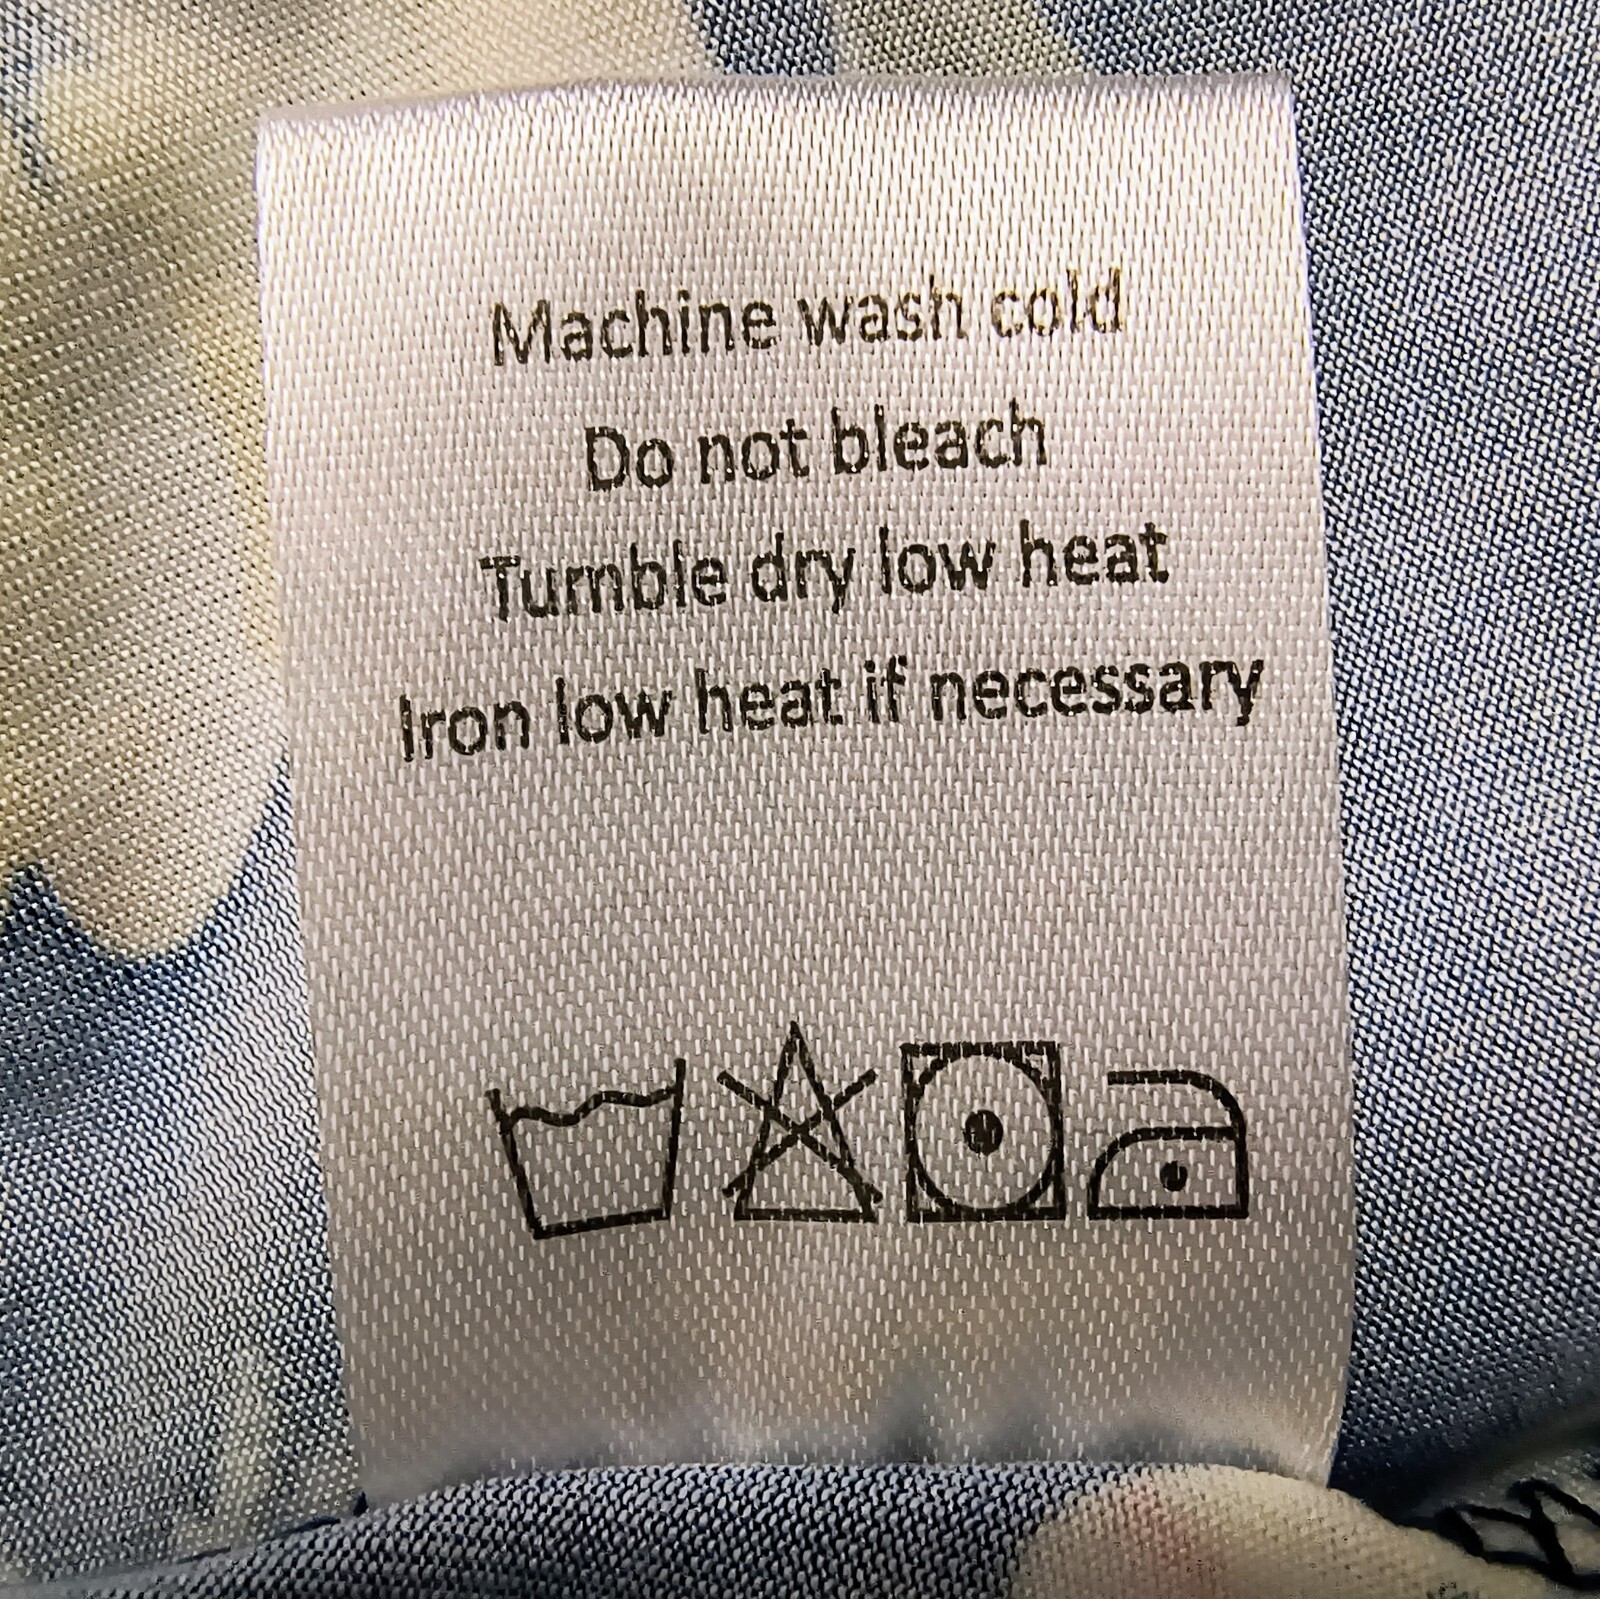 Machine wash cold
Do not bleach
Tumble dry low heat
Iron low heat if necessary